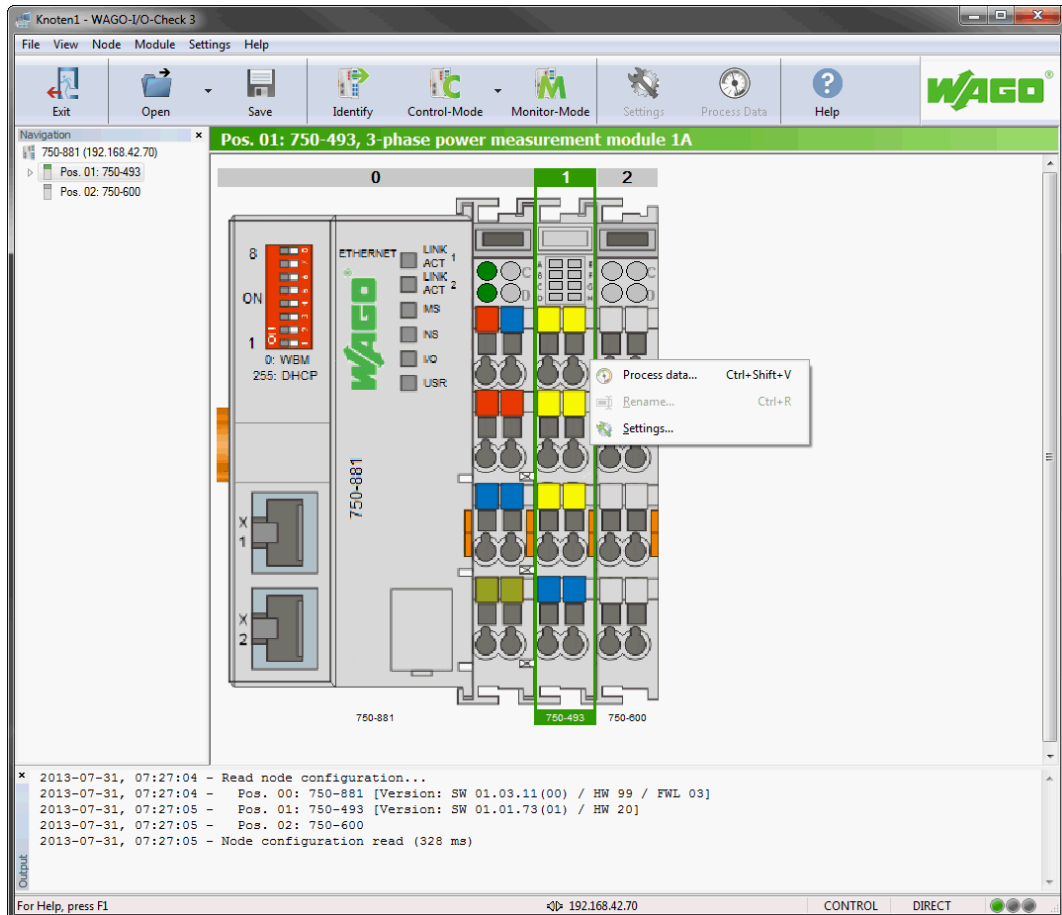 Knoten1 - WAGO-I/O-Check 3
File View Node Module Settings Help
Exit Open Save Identify Control-Mode Monitor-Mode Settings Process Data Help
WAGO®
Navigation
750-881 (192.168.42.70)
Pos. 01: 750-493
Pos. 02: 750-600
Pos. 01: 750-493, 3-phase power measurement module 1A
0 1 2
8
ON
1
0: WBM
255: DHCP
ETHERNET
LINK
ACT 1
LINK
ACT 2
MS
NS
I/O
USR
WAGO
750-881
X
1
X
2
C
D
A
B
C
D
E
F
G
H
C
D
Process data... Ctrl+Shift+V
Rename... Ctrl+R
Settings...
750-881 750-493 750-600
2013-07-31, 07:27:04 - Read node configuration...
2013-07-31, 07:27:04 - Pos. 00: 750-881 [Version: SW 01.03.11(00) / HW 99 / FWL 03]
2013-07-31, 07:27:05 - Pos. 01: 750-493 [Version: SW 01.01.73(01) / HW 20]
2013-07-31, 07:27:05 - Pos. 02: 750-600
2013-07-31, 07:27:05 - Node configuration read (328 ms)
Output
For Help, press F1 192.168.42.70 CONTROL DIRECT